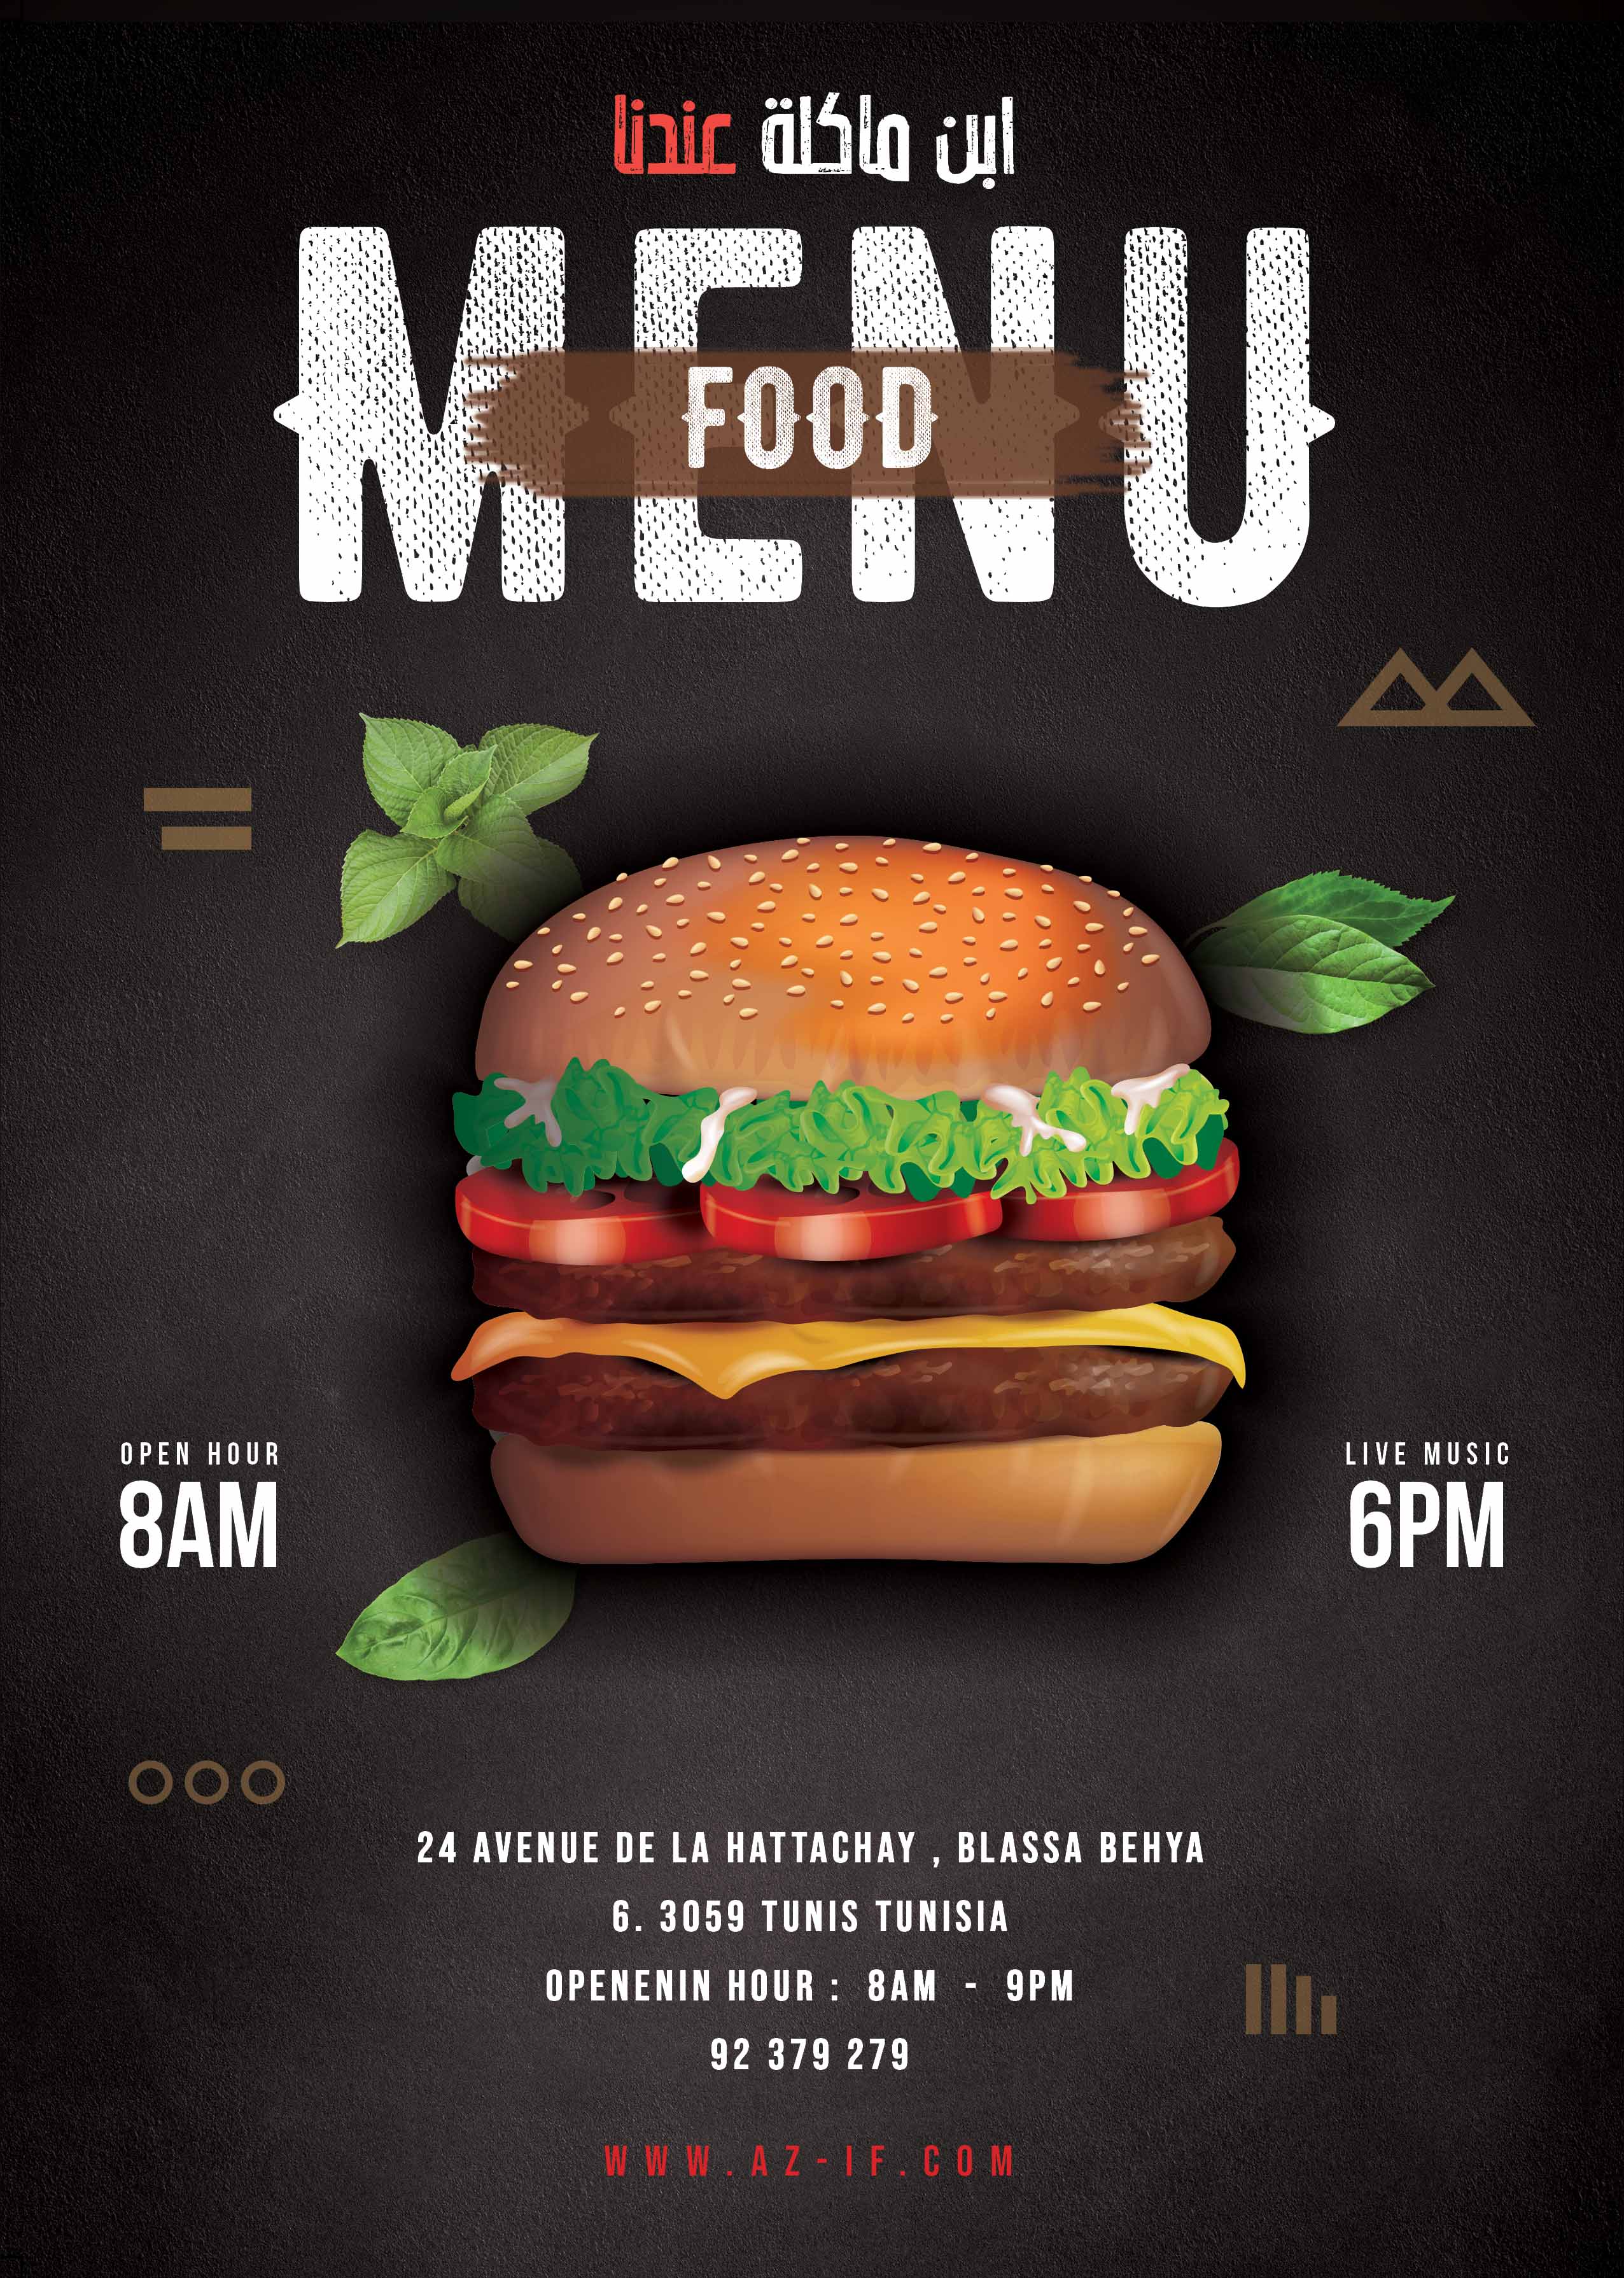 ابن ماكلة عندنا
MENU
FOOD
OPEN HOUR
8AM
LIVE MUSIC
6PM
24 AVENUE DE LA HATTACHAY , BLASSA BEHYA
6. 3059 TUNIS TUNISIA
OPENENIN HOUR : 8AM - 9PM
92 379 279
WWW.AZ-IF.COM